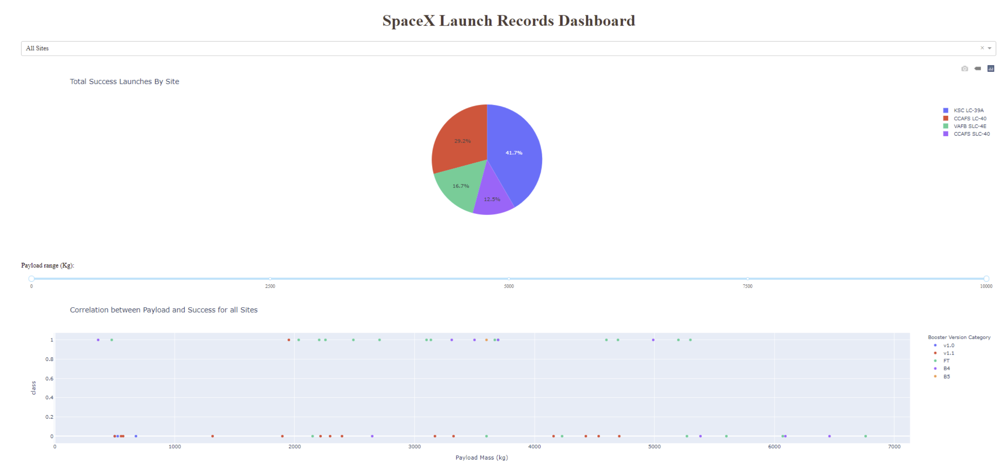 SpaceX Launch Records Dashboard
All Sites
Total Success Launches By Site
KSC LC-39A
CCAFS LC-40
VAFB SLC-4E
CCAFS SLC-40
29.2%
41.7%
16.7%
12.5%
Payload range (Kg):
0 2500 5000 7500 10000
Correlation between Payload and Success for all Sites
Booster Version Category
v1.0
v1.1
FT
B4
B5
class
1
0.8
0.6
0.4
0.2
0
0 1000 2000 3000 4000 5000 6000 7000
Payload Mass (kg)